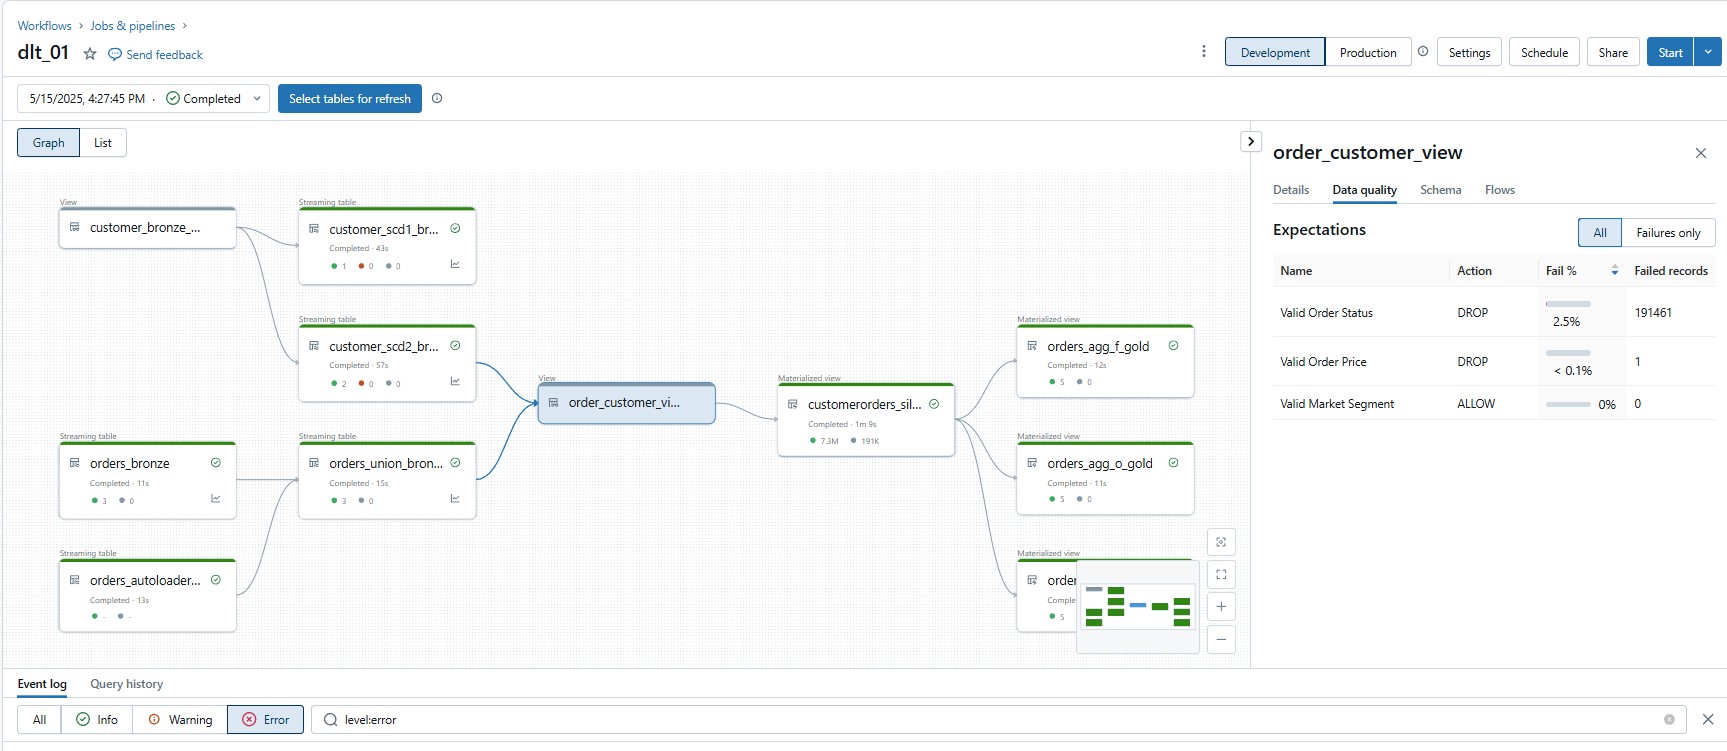 Workflows › Jobs & pipelines ›
dlt_01 Send feedback
Development Production Settings Schedule Share Start
5/15/2025, 4:27:45 PM · Completed Select tables for refresh
Graph List
View
customer_bronze_...
Streaming table
customer_scd1_br...
Completed · 43s
1 0 0
Streaming table
customer_scd2_br...
Completed · 57s
2 0 0
Streaming table
orders_bronze
Completed · 11s
3 0
Streaming table
orders_union_bron...
Completed · 15s
3 0
Streaming table
orders_autoloader...
Completed · 13s
- -
View
order_customer_vi...
Materialized view
customerorders_sil...
Completed · 1m 9s
7.3M 191K
Materialized view
orders_agg_f_gold
Completed · 12s
5 0
Materialized view
orders_agg_o_gold
Completed · 11s
5 0
Materialized view
order
Comple
5
order_customer_view
Details Data quality Schema Flows
Expectations All Failures only
Name Action Fail % Failed records
Valid Order Status DROP 2.5% 191461
Valid Order Price DROP < 0.1% 1
Valid Market Segment ALLOW 0% 0
Event log Query history
All Info Warning Error level:error